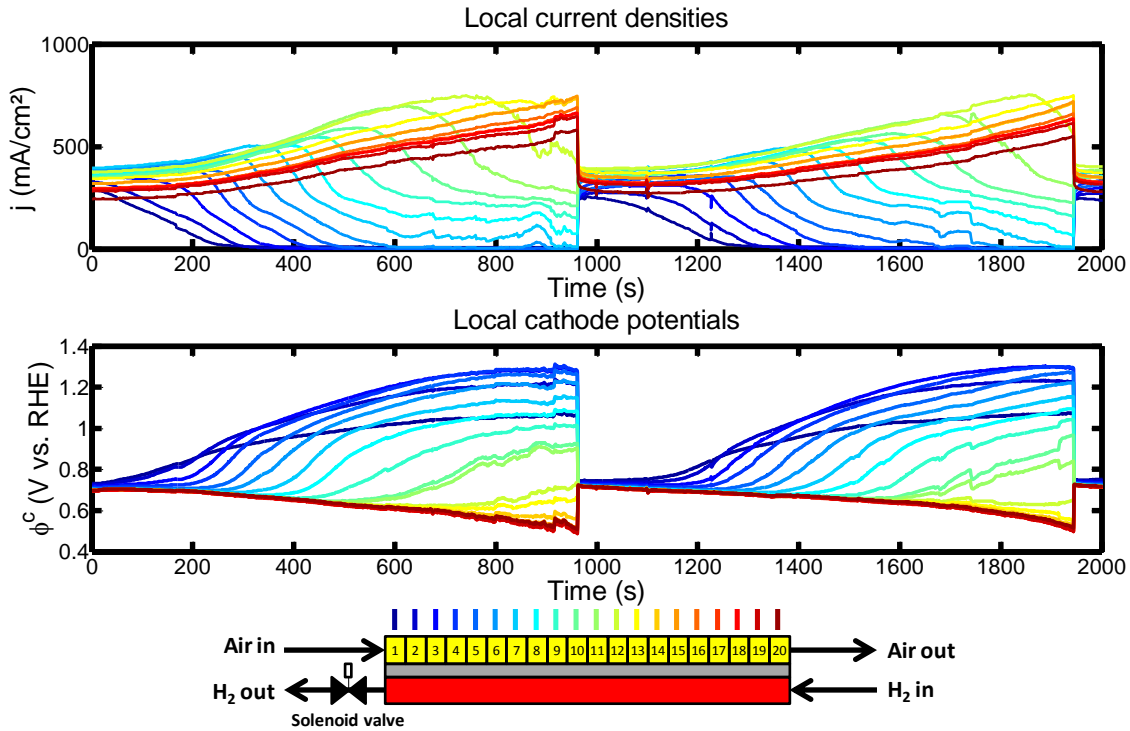 Local current densities
j (mA/cm²)
1000
500
0
0 200 400 600 800 1000 1200 1400 1600 1800 2000
Time (s)
Local cathode potentials
ϕᶜ (V vs. RHE)
1.4
1.2
1
0.8
0.6
0.4
0 200 400 600 800 1000 1200 1400 1600 1800 2000
Time (s)
Air in
1 2 3 4 5 6 7 8 9 10 11 12 13 14 15 16 17 18 19 20
Air out
H₂ out
H₂ in
Solenoid valve